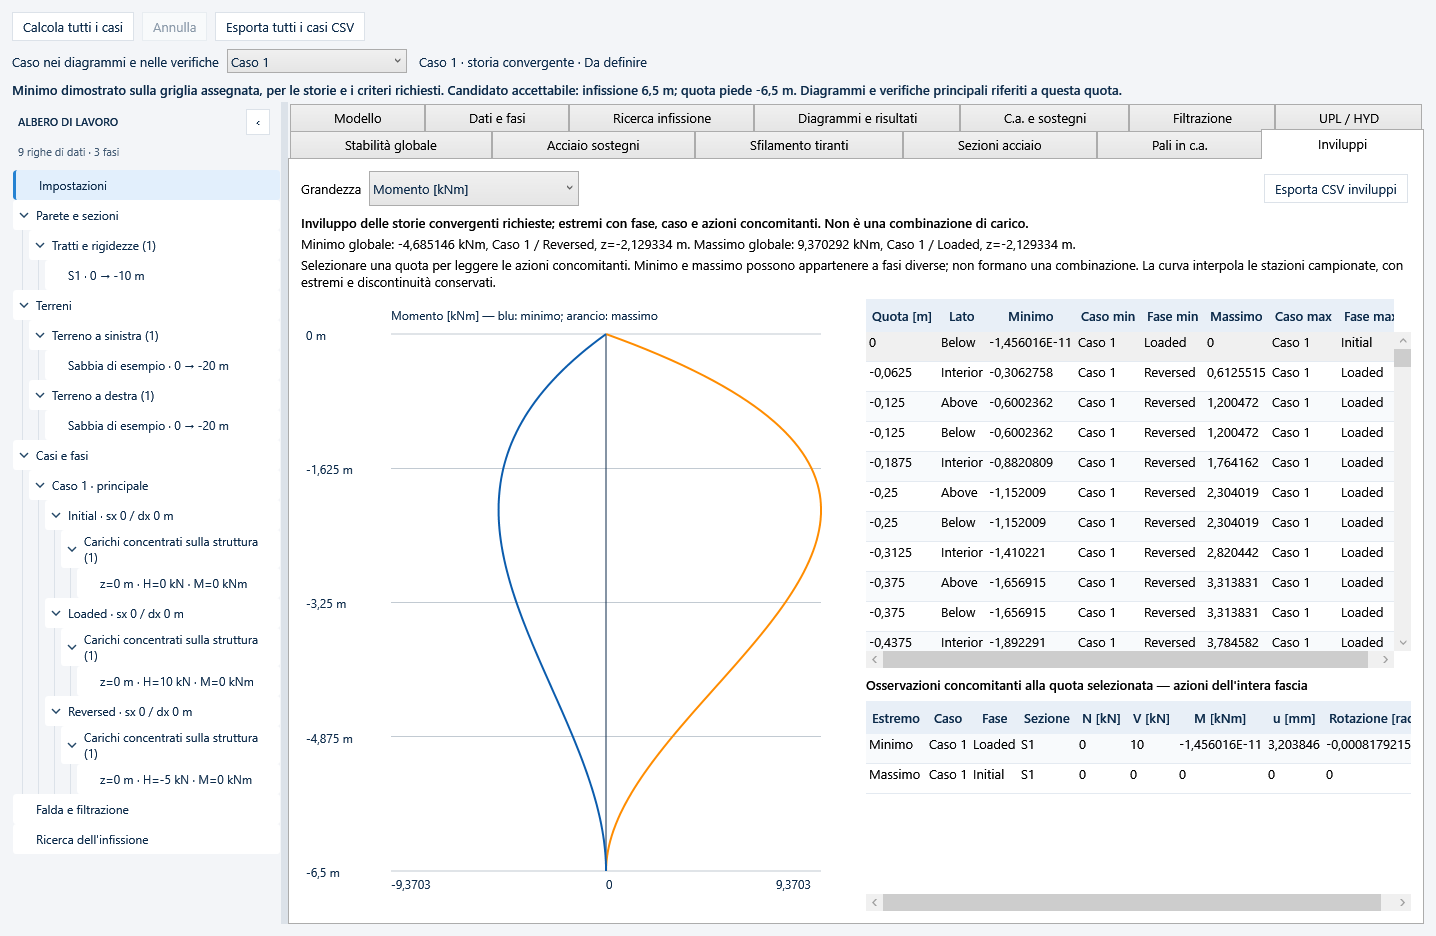 Calcola tutti i casi
Annulla
Esporta tutti i casi CSV
Caso nei diagrammi e nelle verifiche
Caso 1
Caso 1 · storia convergente · Da definire
Minimo dimostrato sulla griglia assegnata, per le storie e i criteri richiesti. Candidato accettabile: infissione 6,5 m; quota piede -6,5 m. Diagrammi e verifiche principali riferiti a questa quota.
ALBERO DI LAVORO
‹
9 righe di dati · 3 fasi
Impostazioni
Parete e sezioni
Tratti e rigidezze (1)
S1 · 0 → -10 m
Terreni
Terreno a sinistra (1)
Sabbia di esempio · 0 → -20 m
Terreno a destra (1)
Sabbia di esempio · 0 → -20 m
Casi e fasi
Caso 1 · principale
Initial · sx 0 / dx 0 m
Carichi concentrati sulla struttura
(1)
z=0 m · H=0 kN · M=0 kNm
Loaded · sx 0 / dx 0 m
Carichi concentrati sulla struttura
(1)
z=0 m · H=10 kN · M=0 kNm
Reversed · sx 0 / dx 0 m
Carichi concentrati sulla struttura
(1)
z=0 m · H=-5 kN · M=0 kNm
Falda e filtrazione
Ricerca dell'infissione
Modello
Dati e fasi
Ricerca infissione
Diagrammi e risultati
C.a. e sostegni
Filtrazione
UPL / HYD
Stabilità globale
Acciaio sostegni
Sfilamento tiranti
Sezioni acciaio
Pali in c.a.
Inviluppi
Grandezza
Momento [kNm]
Esporta CSV inviluppi
Inviluppo delle storie convergenti richieste; estremi con fase, caso e azioni concomitanti. Non è una combinazione di carico.
Minimo globale: -4,685146 kNm, Caso 1 / Reversed, z=-2,129334 m. Massimo globale: 9,370292 kNm, Caso 1 / Loaded, z=-2,129334 m.
Selezionare una quota per leggere le azioni concomitanti. Minimo e massimo possono appartenere a fasi diverse; non formano una combinazione. La curva interpola le stazioni campionate, con
estremi e discontinuità conservati.
Momento [kNm] — blu: minimo; arancio: massimo
0 m
-1,625 m
-3,25 m
-4,875 m
-6,5 m
-9,3703
0
9,3703
Quota [m] Lato Minimo Caso min Fase min Massimo Caso max Fase max
0 Below -1,456016E-11 Caso 1 Loaded 0 Caso 1 Initial
-0,0625 Interior -0,3062758 Caso 1 Reversed 0,6125515 Caso 1 Loaded
-0,125 Above -0,6002362 Caso 1 Reversed 1,200472 Caso 1 Loaded
-0,125 Below -0,6002362 Caso 1 Reversed 1,200472 Caso 1 Loaded
-0,1875 Interior -0,8820809 Caso 1 Reversed 1,764162 Caso 1 Loaded
-0,25 Above -1,152009 Caso 1 Reversed 2,304019 Caso 1 Loaded
-0,25 Below -1,152009 Caso 1 Reversed 2,304019 Caso 1 Loaded
-0,3125 Interior -1,410221 Caso 1 Reversed 2,820442 Caso 1 Loaded
-0,375 Above -1,656915 Caso 1 Reversed 3,313831 Caso 1 Loaded
-0,375 Below -1,656915 Caso 1 Reversed 3,313831 Caso 1 Loaded
-0,4375 Interior -1,892291 Caso 1 Reversed 3,784582 Caso 1 Loaded
Osservazioni concomitanti alla quota selezionata — azioni dell'intera fascia
Estremo Caso Fase Sezione N [kN] V [kN] M [kNm] u [mm] Rotazione [rad
Minimo Caso 1 Loaded S1 0 10 -1,456016E-11 3,203846 -0,0008179215
Massimo Caso 1 Initial S1 0 0 0 0 0